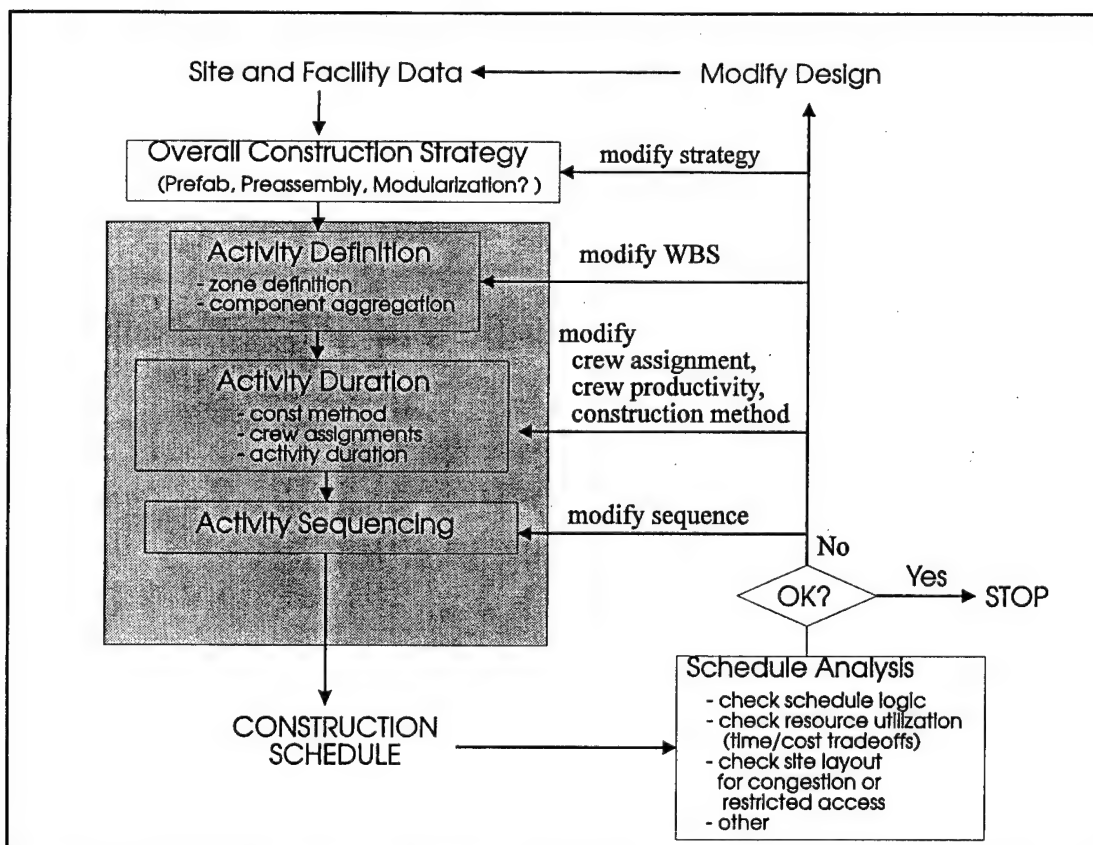 Site and Facility Data
Modify Design
Overall Construction Strategy
(Prefab, Preassembly, Modularization?)
modify strategy
Activity Definition
- zone definition
- component aggregation
modify WBS
modify
crew assignment,
crew productivity,
construction method
Activity Duration
- const method
- crew assignments
- activity duration
Activity Sequencing
modify sequence
No
OK?
Yes
STOP
CONSTRUCTION
SCHEDULE
Schedule Analysis
- check schedule logic
- check resource utilization
(time/cost tradeoffs)
- check site layout
for congestion or
restricted access
- other